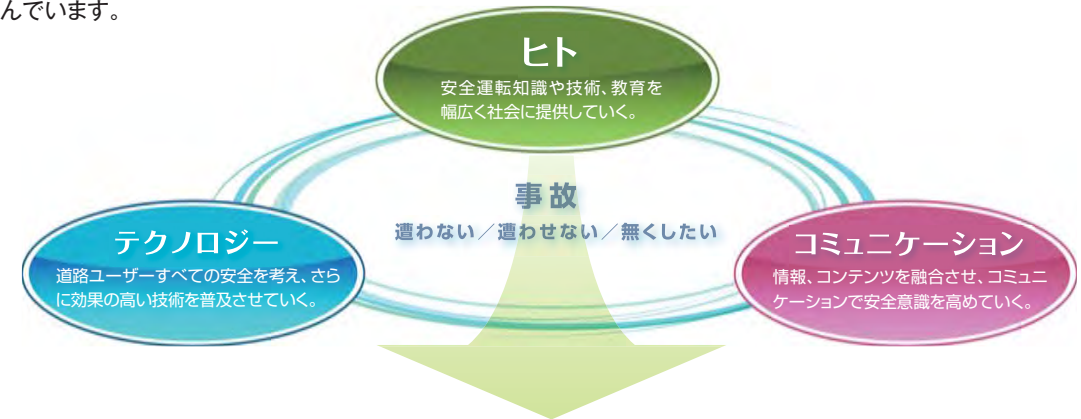 んでいます。
ヒト
安全運転知識や技術、教育を
幅広く社会に提供していく。
事故
遭わない／遭わせない／無くしたい
テクノロジー
道路ユーザーすべての安全を考え、さら
に効果の高い技術を普及させていく。
コミュニケーション
情報、コンテンツを融合させ、コミュニ
ケーションで安全意識を高めていく。